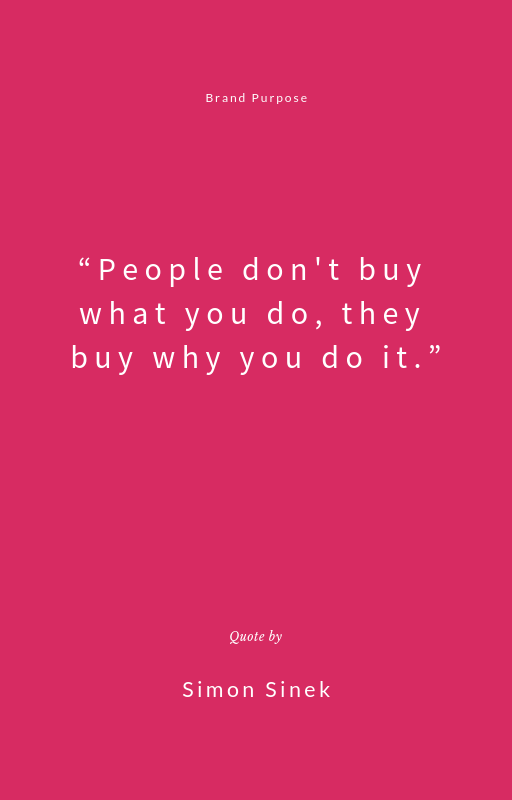 Brand Purpose
“People don't buy
what you do, they
buy why you do it.”
Quote by
Simon Sinek